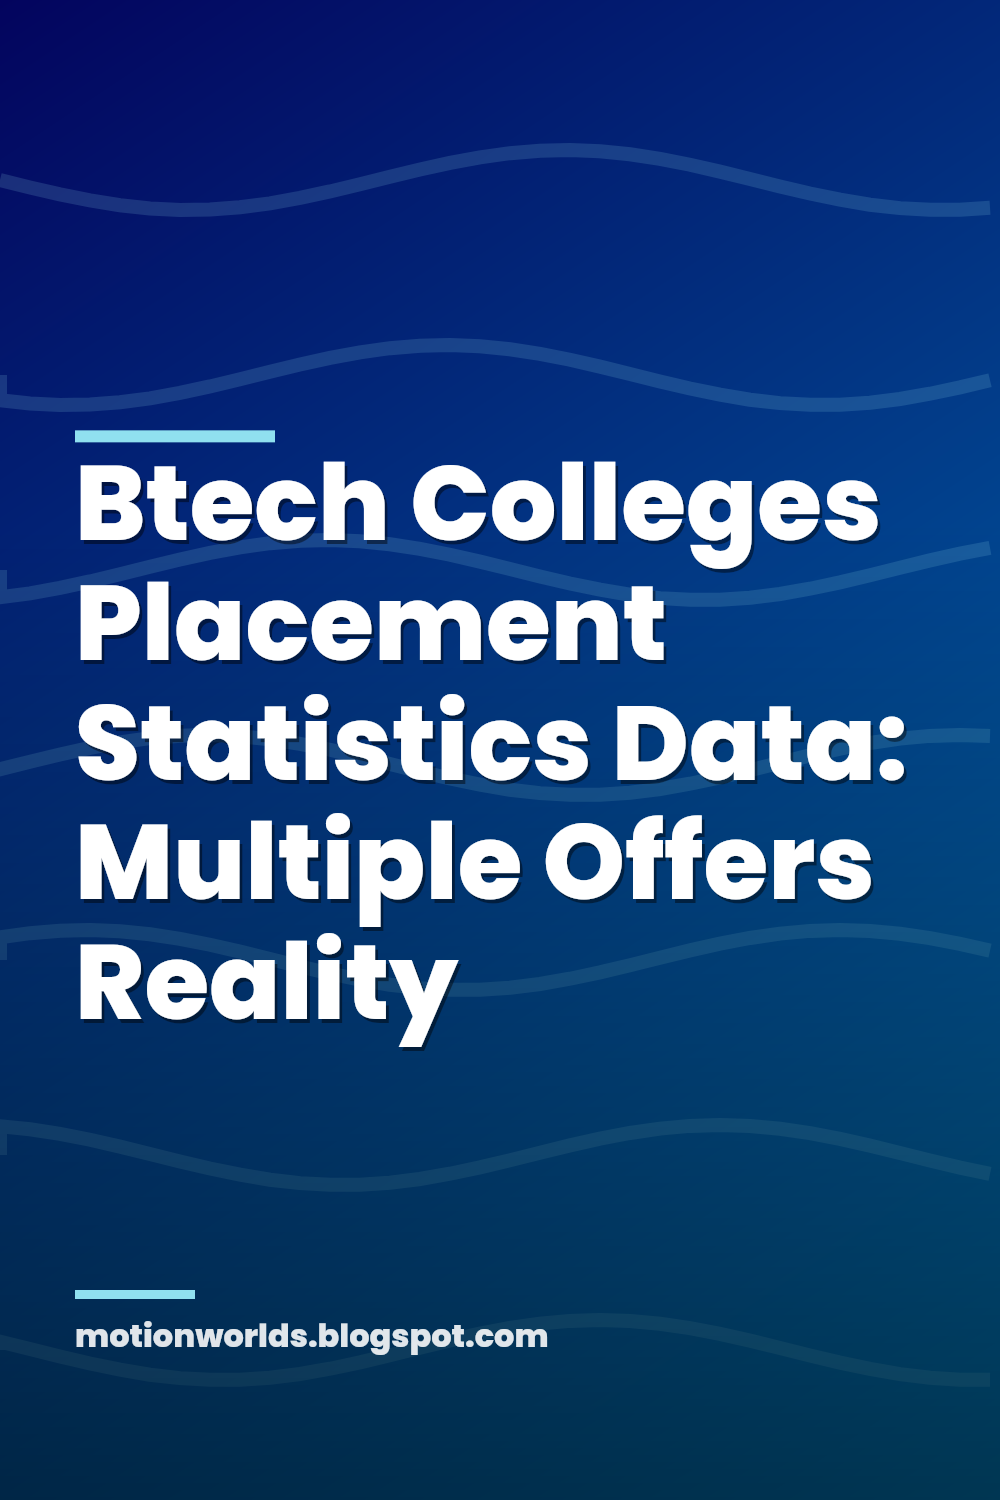 Btech Colleges
Placement
Statistics Data:
Multiple Offers
Reality
motionworlds.blogspot.com